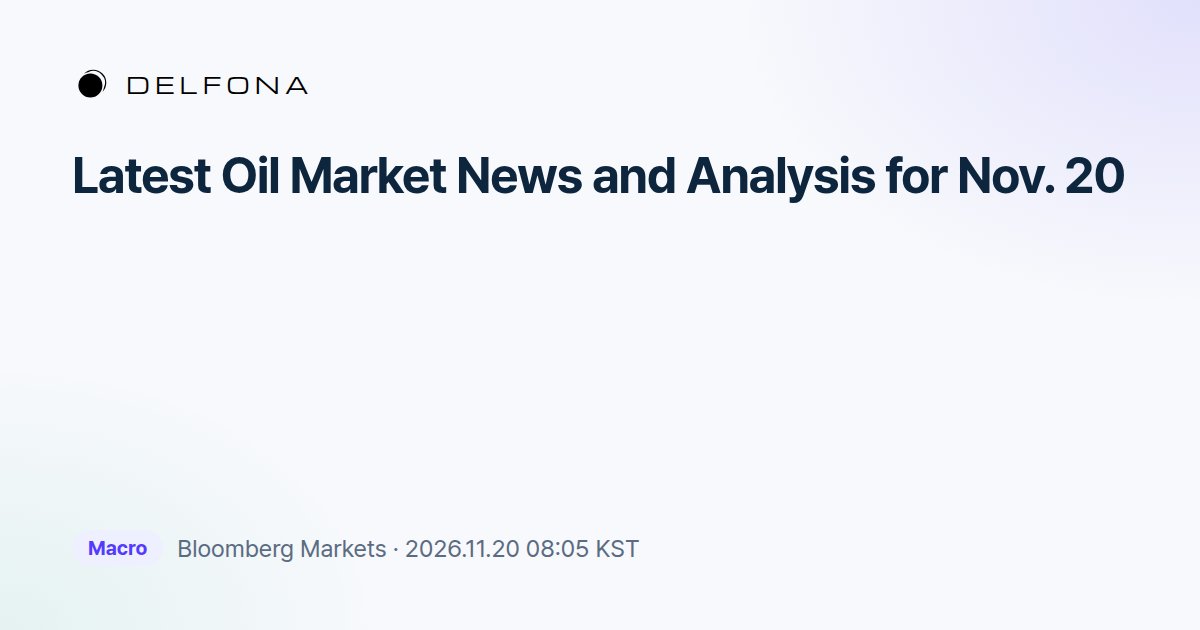 DELFONA
Latest Oil Market News and Analysis for Nov. 20
Macro Bloomberg Markets · 2026.11.20 08:05 KST